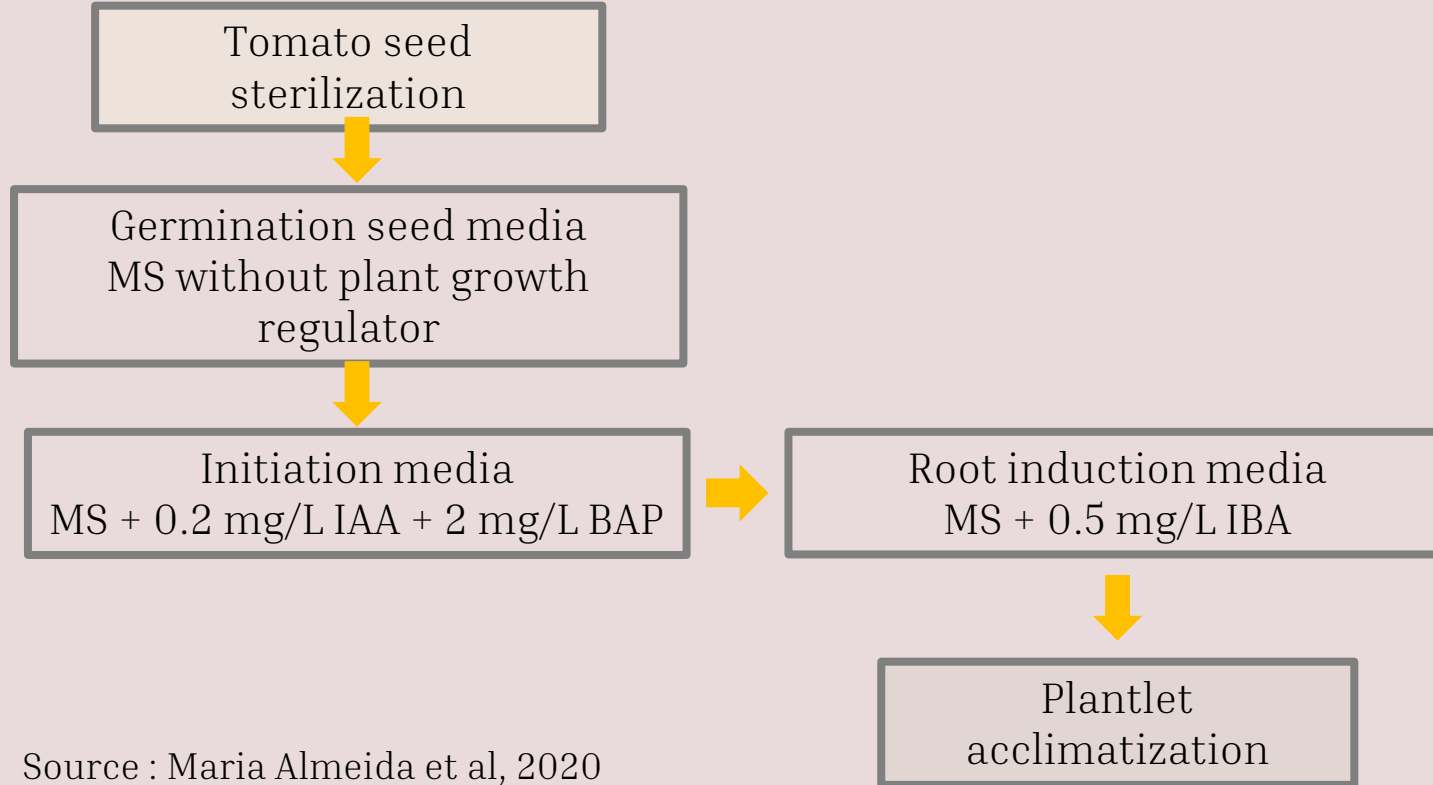 Tomato seed
sterilization
Germination seed media
MS without plant growth
regulator
Initiation media
MS + 0.2 mg/L IAA + 2 mg/L BAP
Root induction media
MS + 0.5 mg/L IBA
Plantlet
acclimatization
Source : Maria Almeida et al, 2020